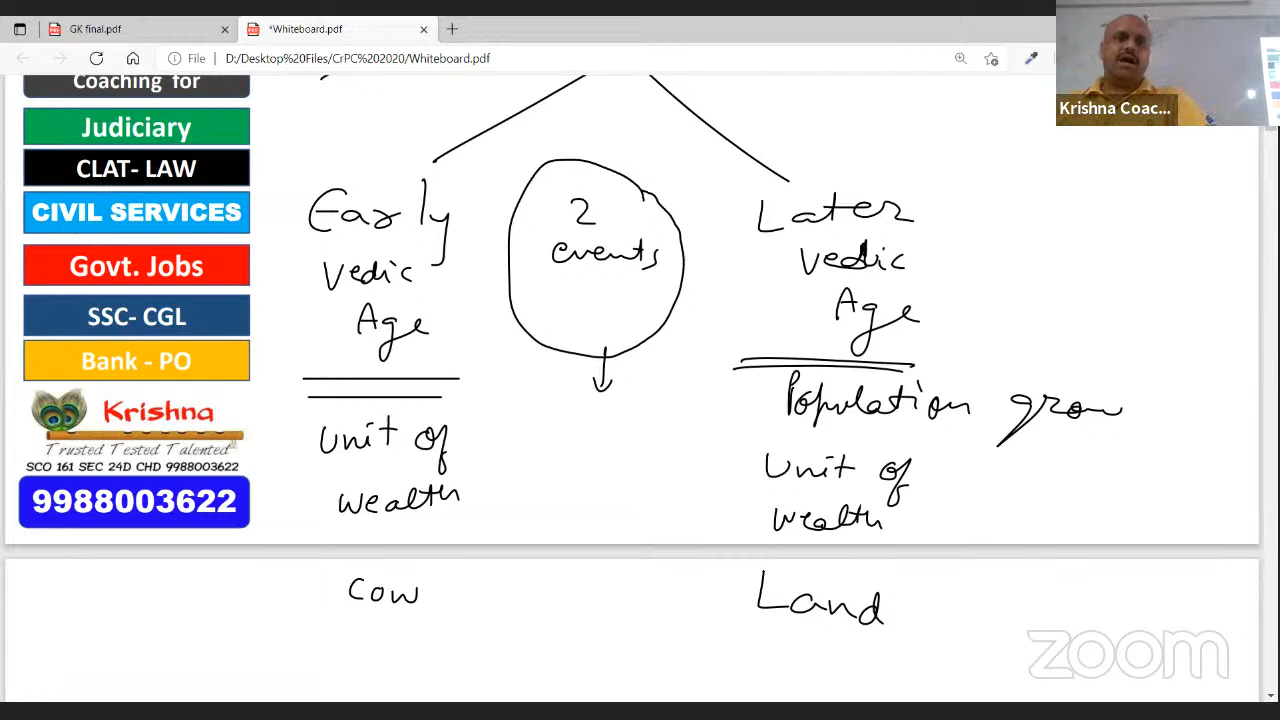 GK final.pdf
*Whiteboard.pdf
File D:/Desktop%20Files/CrPC%202020/Whiteboard.pdf
Krishna Coac...
Coaching for
Judiciary
CLAT- LAW
CIVIL SERVICES
Govt. Jobs
SSC- CGL
Bank - PO
Krishna
Trusted Tested Talented
SCO 161 SEC 24D CHD 9988003622
9988003622
Early
Vedic
Age
Unit of
wealth
Cow
2
events
Later
Vedic
Age
Population grow
Unit of
wealth
Land
zoom